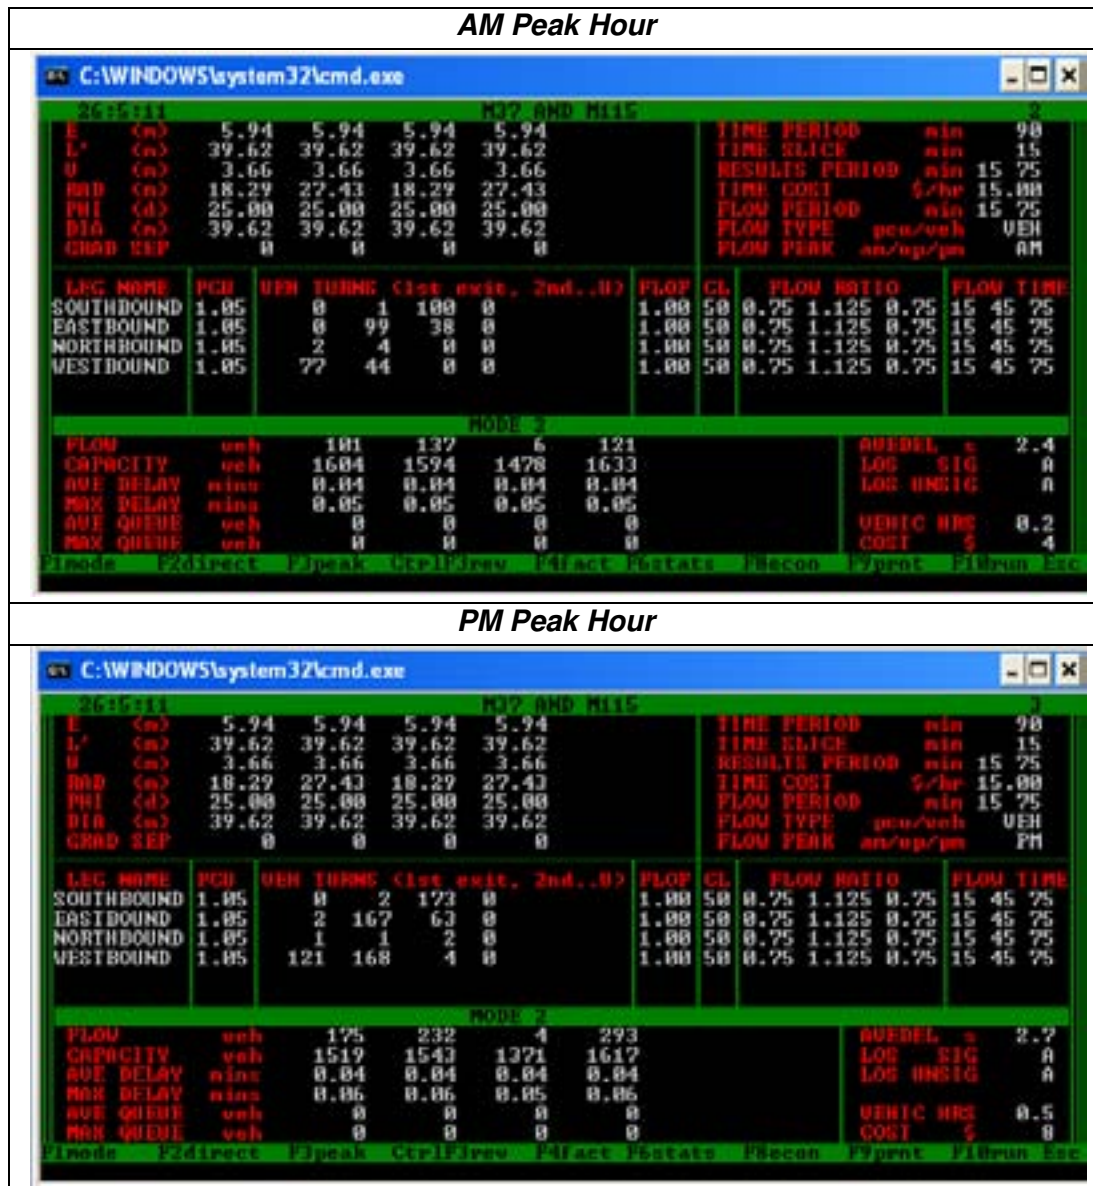 AM Peak Hour
C:\WINDOWS\system32\cmd.exe
26:5:11 M37 AND M115 2
E (m) 5.94 5.94 5.94 5.94 TIME PERIOD min 90
L' (m) 39.62 39.62 39.62 39.62 TIME SLICE min 15
V (m) 3.66 3.66 3.66 3.66 RESULTS PERIOD min 15 75
RAD (m) 18.29 27.43 18.29 27.43 TIME COST $/hr 15.00
PHI (d) 25.00 25.00 25.00 25.00 FLOW PERIOD min 15 75
DIA (m) 39.62 39.62 39.62 39.62 FLOW TYPE pcu/veh VEH
GRAD SEP 0 0 0 0 FLOW PEAK am/op/pm AM
LEG NAME PCU VEH TURNS (1st exit, 2nd..U) FLOF CL FLOW RATIO FLOW TIME
SOUTHBOUND 1.05 0 1 100 0 1.00 50 0.75 1.125 0.75 15 45 75
EASTBOUND 1.05 0 99 38 0 1.00 50 0.75 1.125 0.75 15 45 75
NORTHBOUND 1.05 2 4 0 0 1.00 50 0.75 1.125 0.75 15 45 75
WESTBOUND 1.05 77 44 0 0 1.00 50 0.75 1.125 0.75 15 45 75
MODE 2
FLOW veh 101 137 6 121 AVEDEL s 2.4
CAPACITY veh 1604 1594 1478 1633 LOS SIG A
AVE DELAY mins 0.04 0.04 0.04 0.04 LOS UNSIG A
MAX DELAY mins 0.05 0.05 0.05 0.05
AVE QUEUE veh 0 0 0 0 VEHIC HRS 0.2
MAX QUEUE veh 0 0 0 0 COST $ 4
F1mode F2direct F3peak CtrlF3rev F4fact F6stats F8econ F9prnt F10run Esc
PM Peak Hour
C:\WINDOWS\system32\cmd.exe
26:5:11 M37 AND M115 3
E (m) 5.94 5.94 5.94 5.94 TIME PERIOD min 90
L' (m) 39.62 39.62 39.62 39.62 TIME SLICE min 15
V (m) 3.66 3.66 3.66 3.66 RESULTS PERIOD min 15 75
RAD (m) 18.29 27.43 18.29 27.43 TIME COST $/hr 15.00
PHI (d) 25.00 25.00 25.00 25.00 FLOW PERIOD min 15 75
DIA (m) 39.62 39.62 39.62 39.62 FLOW TYPE pcu/veh VEH
GRAD SEP 0 0 0 0 FLOW PEAK am/op/pm PM
LEG NAME PCU VEH TURNS (1st exit, 2nd..U) FLOF CL FLOW RATIO FLOW TIME
SOUTHBOUND 1.05 0 2 173 0 1.00 50 0.75 1.125 0.75 15 45 75
EASTBOUND 1.05 2 167 63 0 1.00 50 0.75 1.125 0.75 15 45 75
NORTHBOUND 1.05 1 1 2 0 1.00 50 0.75 1.125 0.75 15 45 75
WESTBOUND 1.05 121 168 4 0 1.00 50 0.75 1.125 0.75 15 45 75
MODE 2
FLOW veh 175 232 4 293 AVEDEL s 2.7
CAPACITY veh 1519 1543 1371 1617 LOS SIG A
AVE DELAY mins 0.04 0.04 0.04 0.04 LOS UNSIG A
MAX DELAY mins 0.06 0.06 0.05 0.06
AVE QUEUE veh 0 0 0 0 VEHIC HRS 0.5
MAX QUEUE veh 0 0 0 0 COST $ 8
F1mode F2direct F3peak CtrlF3rev F4fact F6stats F8econ F9prnt F10run Esc